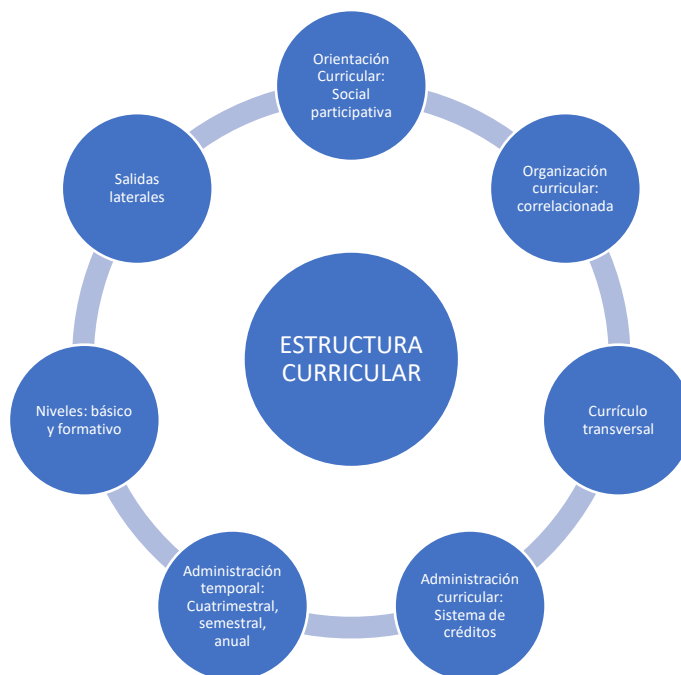 Orientación
Curricular:
Social
participativa
Organización
curricular:
correlacionada
Currículo
transversal
Administración
curricular:
Sistema de
créditos
Administración
temporal:
Cuatrimestral,
semestral,
anual
Niveles: básico
y formativo
Salidas
laterales
ESTRUCTURA
CURRICULAR